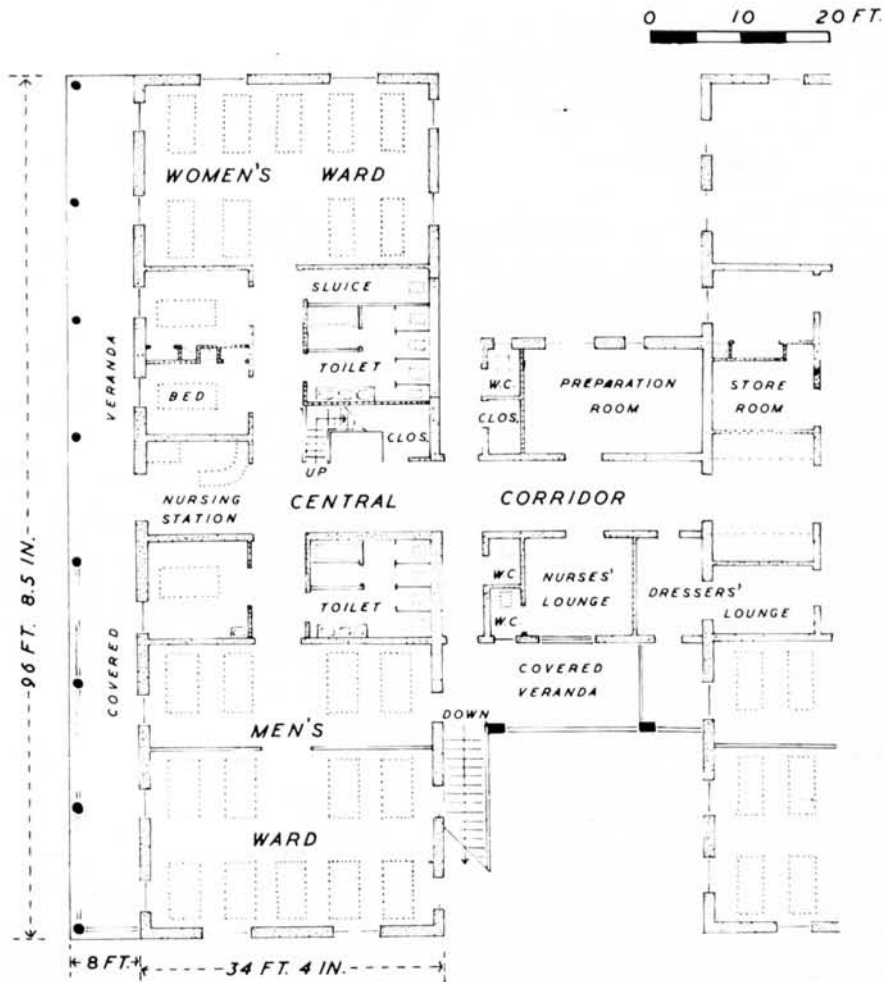 0 10 20 FT.
WOMEN'S WARD
SLUICE
VERANDA
TOILET
W.C.
PREPARATION
ROOM
STORE
ROOM
BED
CLOS.
CLOS.
UP
NURSING
STATION
CENTRAL CORRIDOR
96 FT. 8.5 IN.
TOILET
W.C.
NURSES'
LOUNGE
W.C.
DRESSERS'
LOUNGE
COVERED
COVERED
VERANDA
DOWN
MEN'S
WARD
8 FT.
34 FT. 4 IN.